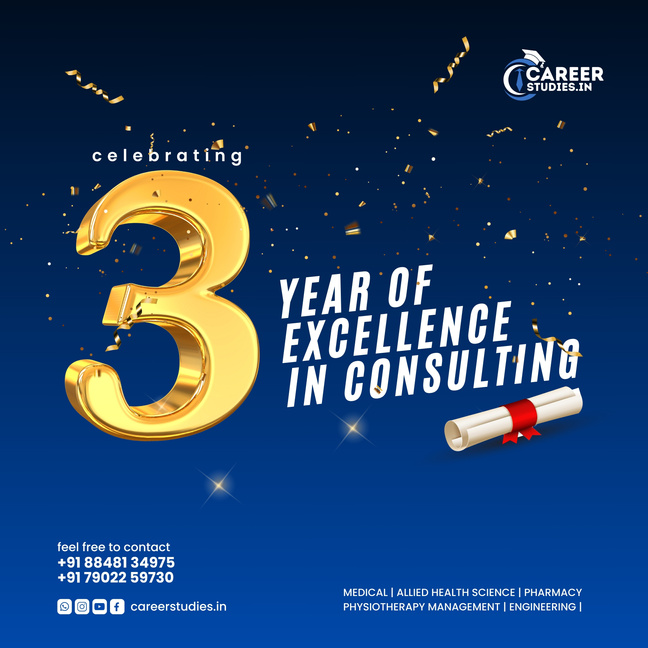 CAREER
STUDIES.IN
celebrating
3
YEAR OF
EXCELLENCE
IN CONSULTING
feel free to contact
+91 88481 34975
+91 79022 59730
careerstudies.in
MEDICAL | ALLIED HEALTH SCIENCE | PHARMACY
PHYSIOTHERAPY MANAGEMENT | ENGINEERING |